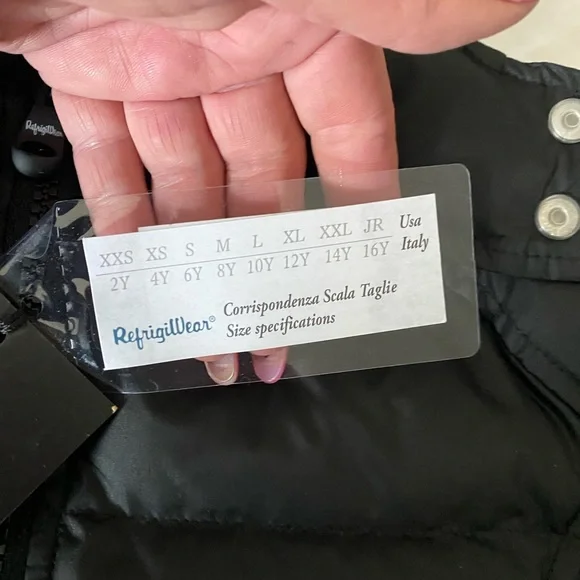 RefrigiWear
XXS XS S M L XL XXL JR Usa
2Y 4Y 6Y 8Y 10Y 12Y 14Y 16Y Italy
RefrigiWear® Corrispondenza Scala Taglie
Size specifications